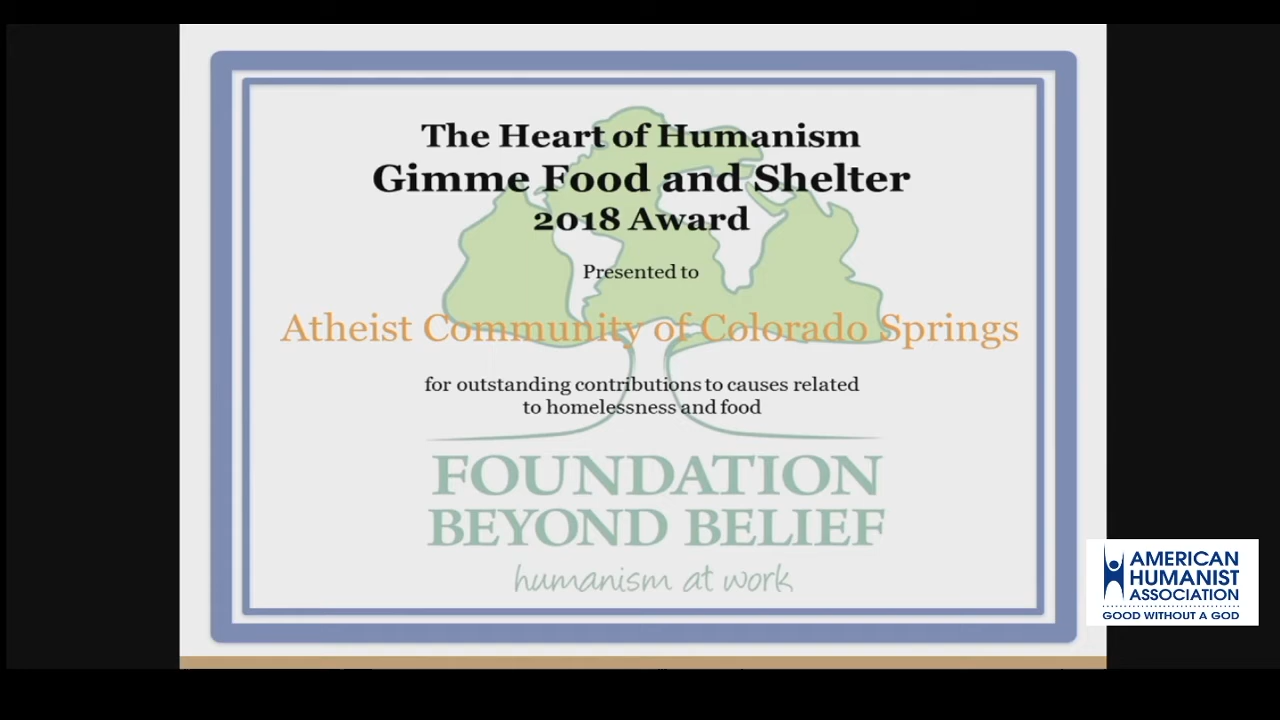 The Heart of Humanism
Gimme Food and Shelter
2018 Award
Presented to
Atheist Community of Colorado Springs
for outstanding contributions to causes related
to homelessness and food
FOUNDATION
BEYOND BELIEF
humanism at work
AMERICAN
HUMANIST
ASSOCIATION
GOOD WITHOUT A GOD